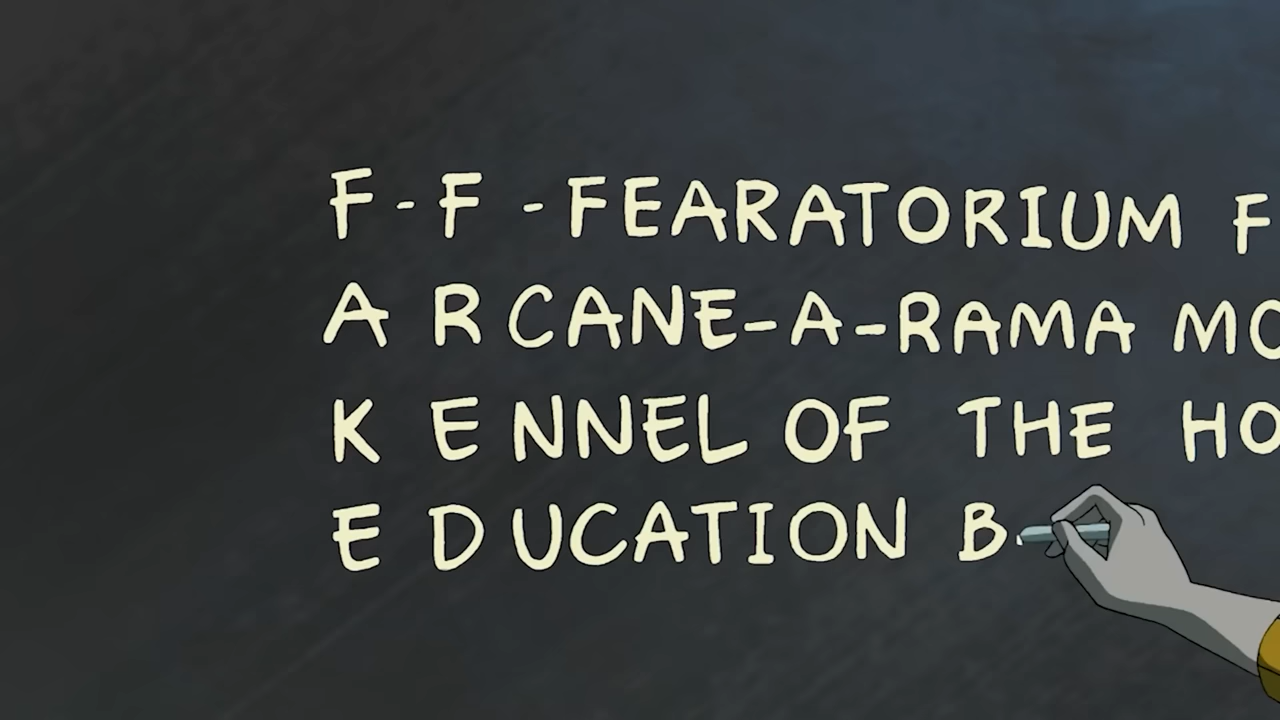 F-F-FEARATORIUM F
A RCANE-A-RAMA MO
K ENNEL OF THE HO
E DUCATION B